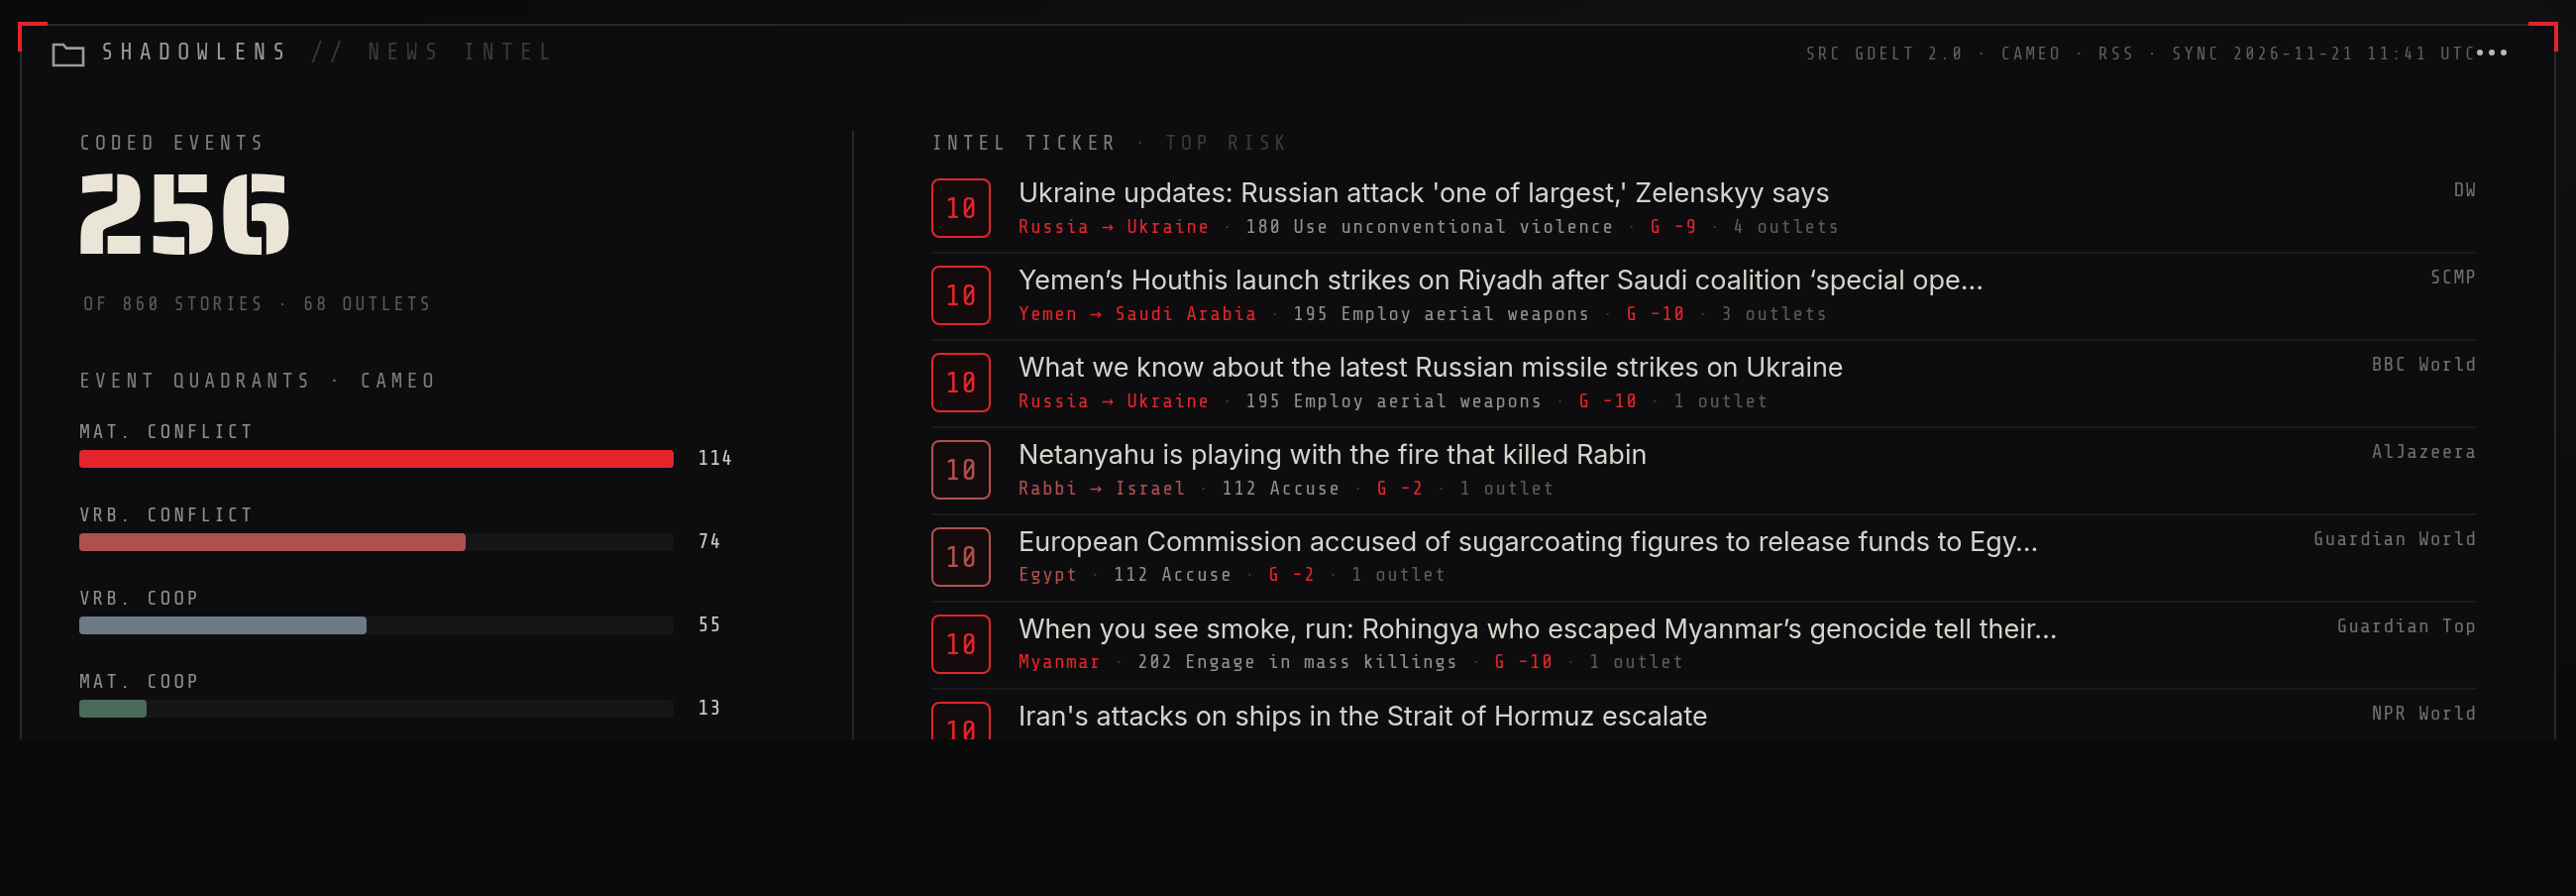 SHADOWLENS // NEWS INTEL
SRC GDELT 2.0 · CAMEO · RSS · SYNC 2026-11-21 11:41 UTC
CODED EVENTS
256
OF 860 STORIES · 68 OUTLETS
EVENT QUADRANTS · CAMEO
MAT. CONFLICT
114
VRB. CONFLICT
74
VRB. COOP
55
MAT. COOP
13
INTEL TICKER · TOP RISK
10 Ukraine updates: Russian attack 'one of largest,' Zelenskyy says DW
Russia → Ukraine · 180 Use unconventional violence · G -9 · 4 outlets
10 Yemen’s Houthis launch strikes on Riyadh after Saudi coalition ‘special ope... SCMP
Yemen → Saudi Arabia · 195 Employ aerial weapons · G -10 · 3 outlets
10 What we know about the latest Russian missile strikes on Ukraine BBC World
Russia → Ukraine · 195 Employ aerial weapons · G -10 · 1 outlet
10 Netanyahu is playing with the fire that killed Rabin AlJazeera
Rabbi → Israel · 112 Accuse · G -2 · 1 outlet
10 European Commission accused of sugarcoating figures to release funds to Egy... Guardian World
Egypt · 112 Accuse · G -2 · 1 outlet
10 When you see smoke, run: Rohingya who escaped Myanmar’s genocide tell their... Guardian Top
Myanmar · 202 Engage in mass killings · G -10 · 1 outlet
10 Iran's attacks on ships in the Strait of Hormuz escalate NPR World